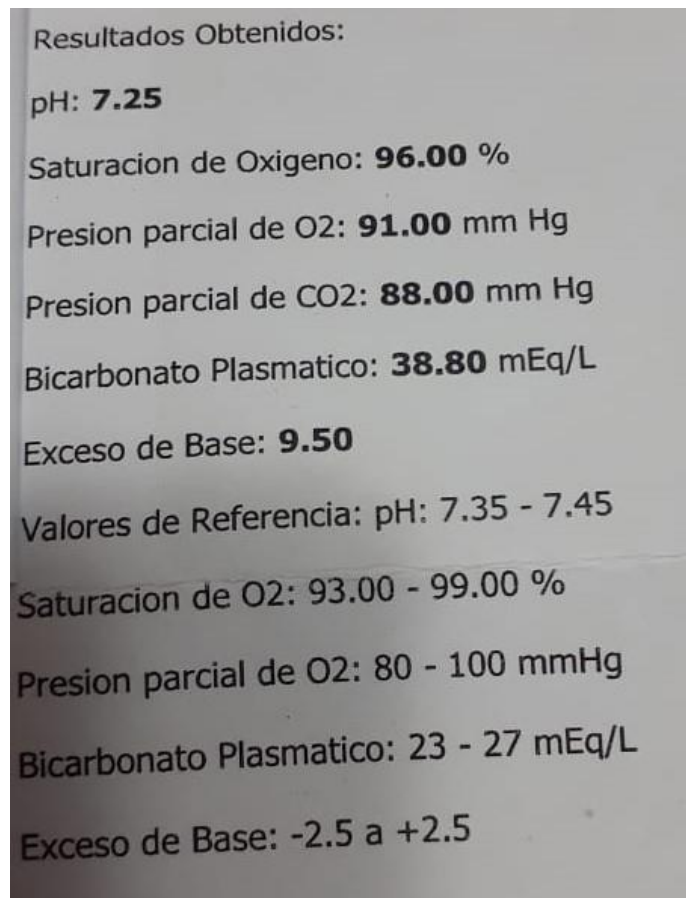 Resultados Obtenidos:
pH: 7.25
Saturacion de Oxigeno: 96.00 %
Presion parcial de O2: 91.00 mm Hg
Presion parcial de CO2: 88.00 mm Hg
Bicarbonato Plasmatico: 38.80 mEq/L
Exceso de Base: 9.50
Valores de Referencia: pH: 7.35 - 7.45
Saturacion de O2: 93.00 - 99.00 %
Presion parcial de O2: 80 - 100 mmHg
Bicarbonato Plasmatico: 23 - 27 mEq/L
Exceso de Base: -2.5 a +2.5